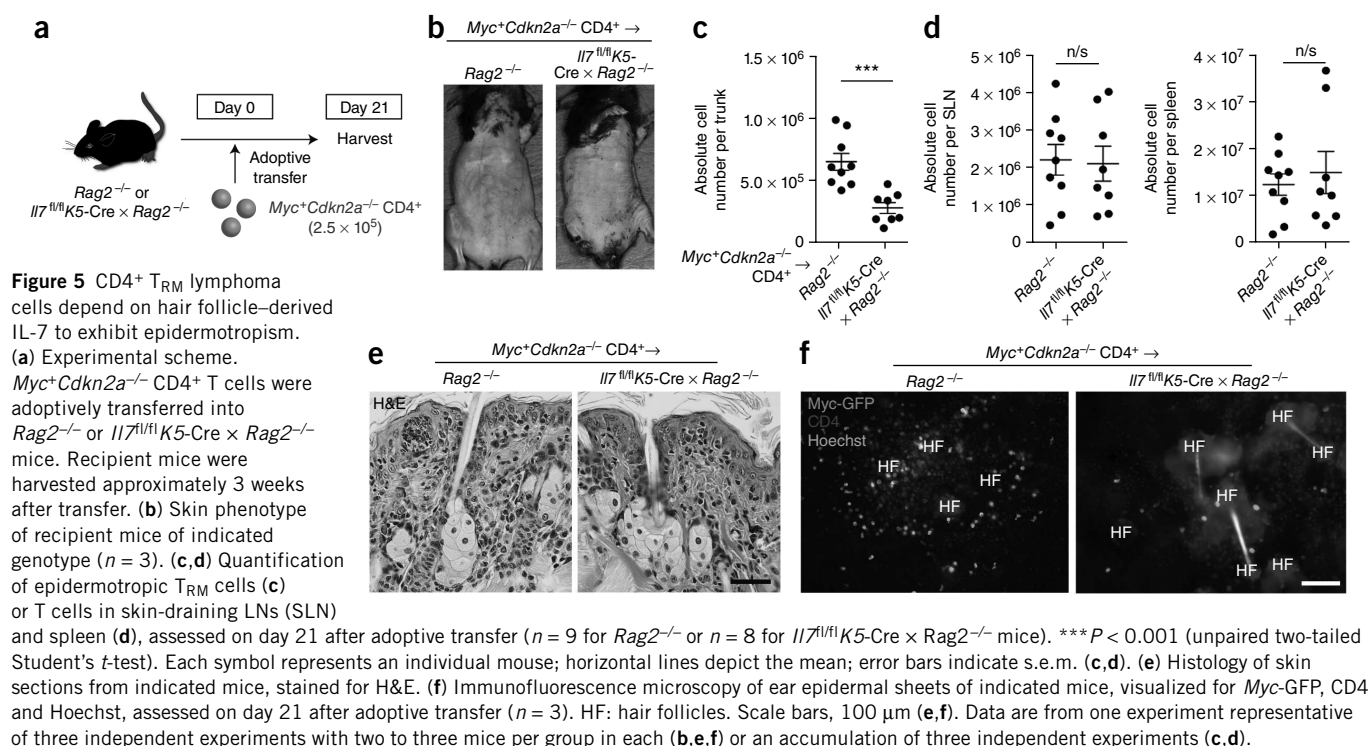 a
Day 0
Day 21
Harvest
Adoptive
transfer
Rag2–/– or
Il7fl/flK5-Cre × Rag2–/–
Myc+Cdkn2a–/– CD4+
(2.5 × 10⁵)
b
Myc+Cdkn2a–/– CD4+ →
Rag2–/–
Il7fl/flK5-
Cre × Rag2–/–
c
Absolute cell
number per trunk
1.5 × 10⁶
1.0 × 10⁶
5.0 × 10⁵
0
***
Myc+Cdkn2a–/– →
CD4+
Rag2–/–
Il7fl/flK5-Cre
× Rag2–/–
d
Absolute cell
number per SLN
5 × 10⁶
4 × 10⁶
3 × 10⁶
2 × 10⁶
1 × 10⁶
0
n/s
Rag2–/–
Il7fl/flK5-Cre
× Rag2–/–
Absolute cell
number per spleen
4 × 10⁷
3 × 10⁷
2 × 10⁷
1 × 10⁷
0
n/s
Rag2–/–
Il7fl/flK5-Cre
× Rag2–/–
e
Myc+Cdkn2a–/– CD4+→
Rag2–/–
Il7fl/flK5-Cre × Rag2–/–
H&E
f
Myc+Cdkn2a–/– CD4+ →
Rag2–/–
Il7fl/flK5-Cre × Rag2–/–
Myc-GFP
CD4
Hoechst
HF
HF
HF
HF
HF
HF
HF
HF
HF
HF
Figure 5 CD4+ TRM lymphoma
cells depend on hair follicle–derived
IL-7 to exhibit epidermotropism.
(a) Experimental scheme.
Myc+Cdkn2a–/– CD4+ T cells were
adoptively transferred into
Rag2–/– or Il7fl/flK5-Cre × Rag2–/–
mice. Recipient mice were
harvested approximately 3 weeks
after transfer. (b) Skin phenotype
of recipient mice of indicated
genotype (n = 3). (c,d) Quantification
of epidermotropic TRM cells (c)
or T cells in skin-draining LNs (SLN)
and spleen (d), assessed on day 21 after adoptive transfer (n = 9 for Rag2–/– or n = 8 for Il7fl/flK5-Cre × Rag2–/– mice). ***P < 0.001 (unpaired two-tailed
Student's t-test). Each symbol represents an individual mouse; horizontal lines depict the mean; error bars indicate s.e.m. (c,d). (e) Histology of skin
sections from indicated mice, stained for H&E. (f) Immunofluorescence microscopy of ear epidermal sheets of indicated mice, visualized for Myc-GFP, CD4
and Hoechst, assessed on day 21 after adoptive transfer (n = 3). HF: hair follicles. Scale bars, 100 μm (e,f). Data are from one experiment representative
of three independent experiments with two to three mice per group in each (b,e,f) or an accumulation of three independent experiments (c,d).